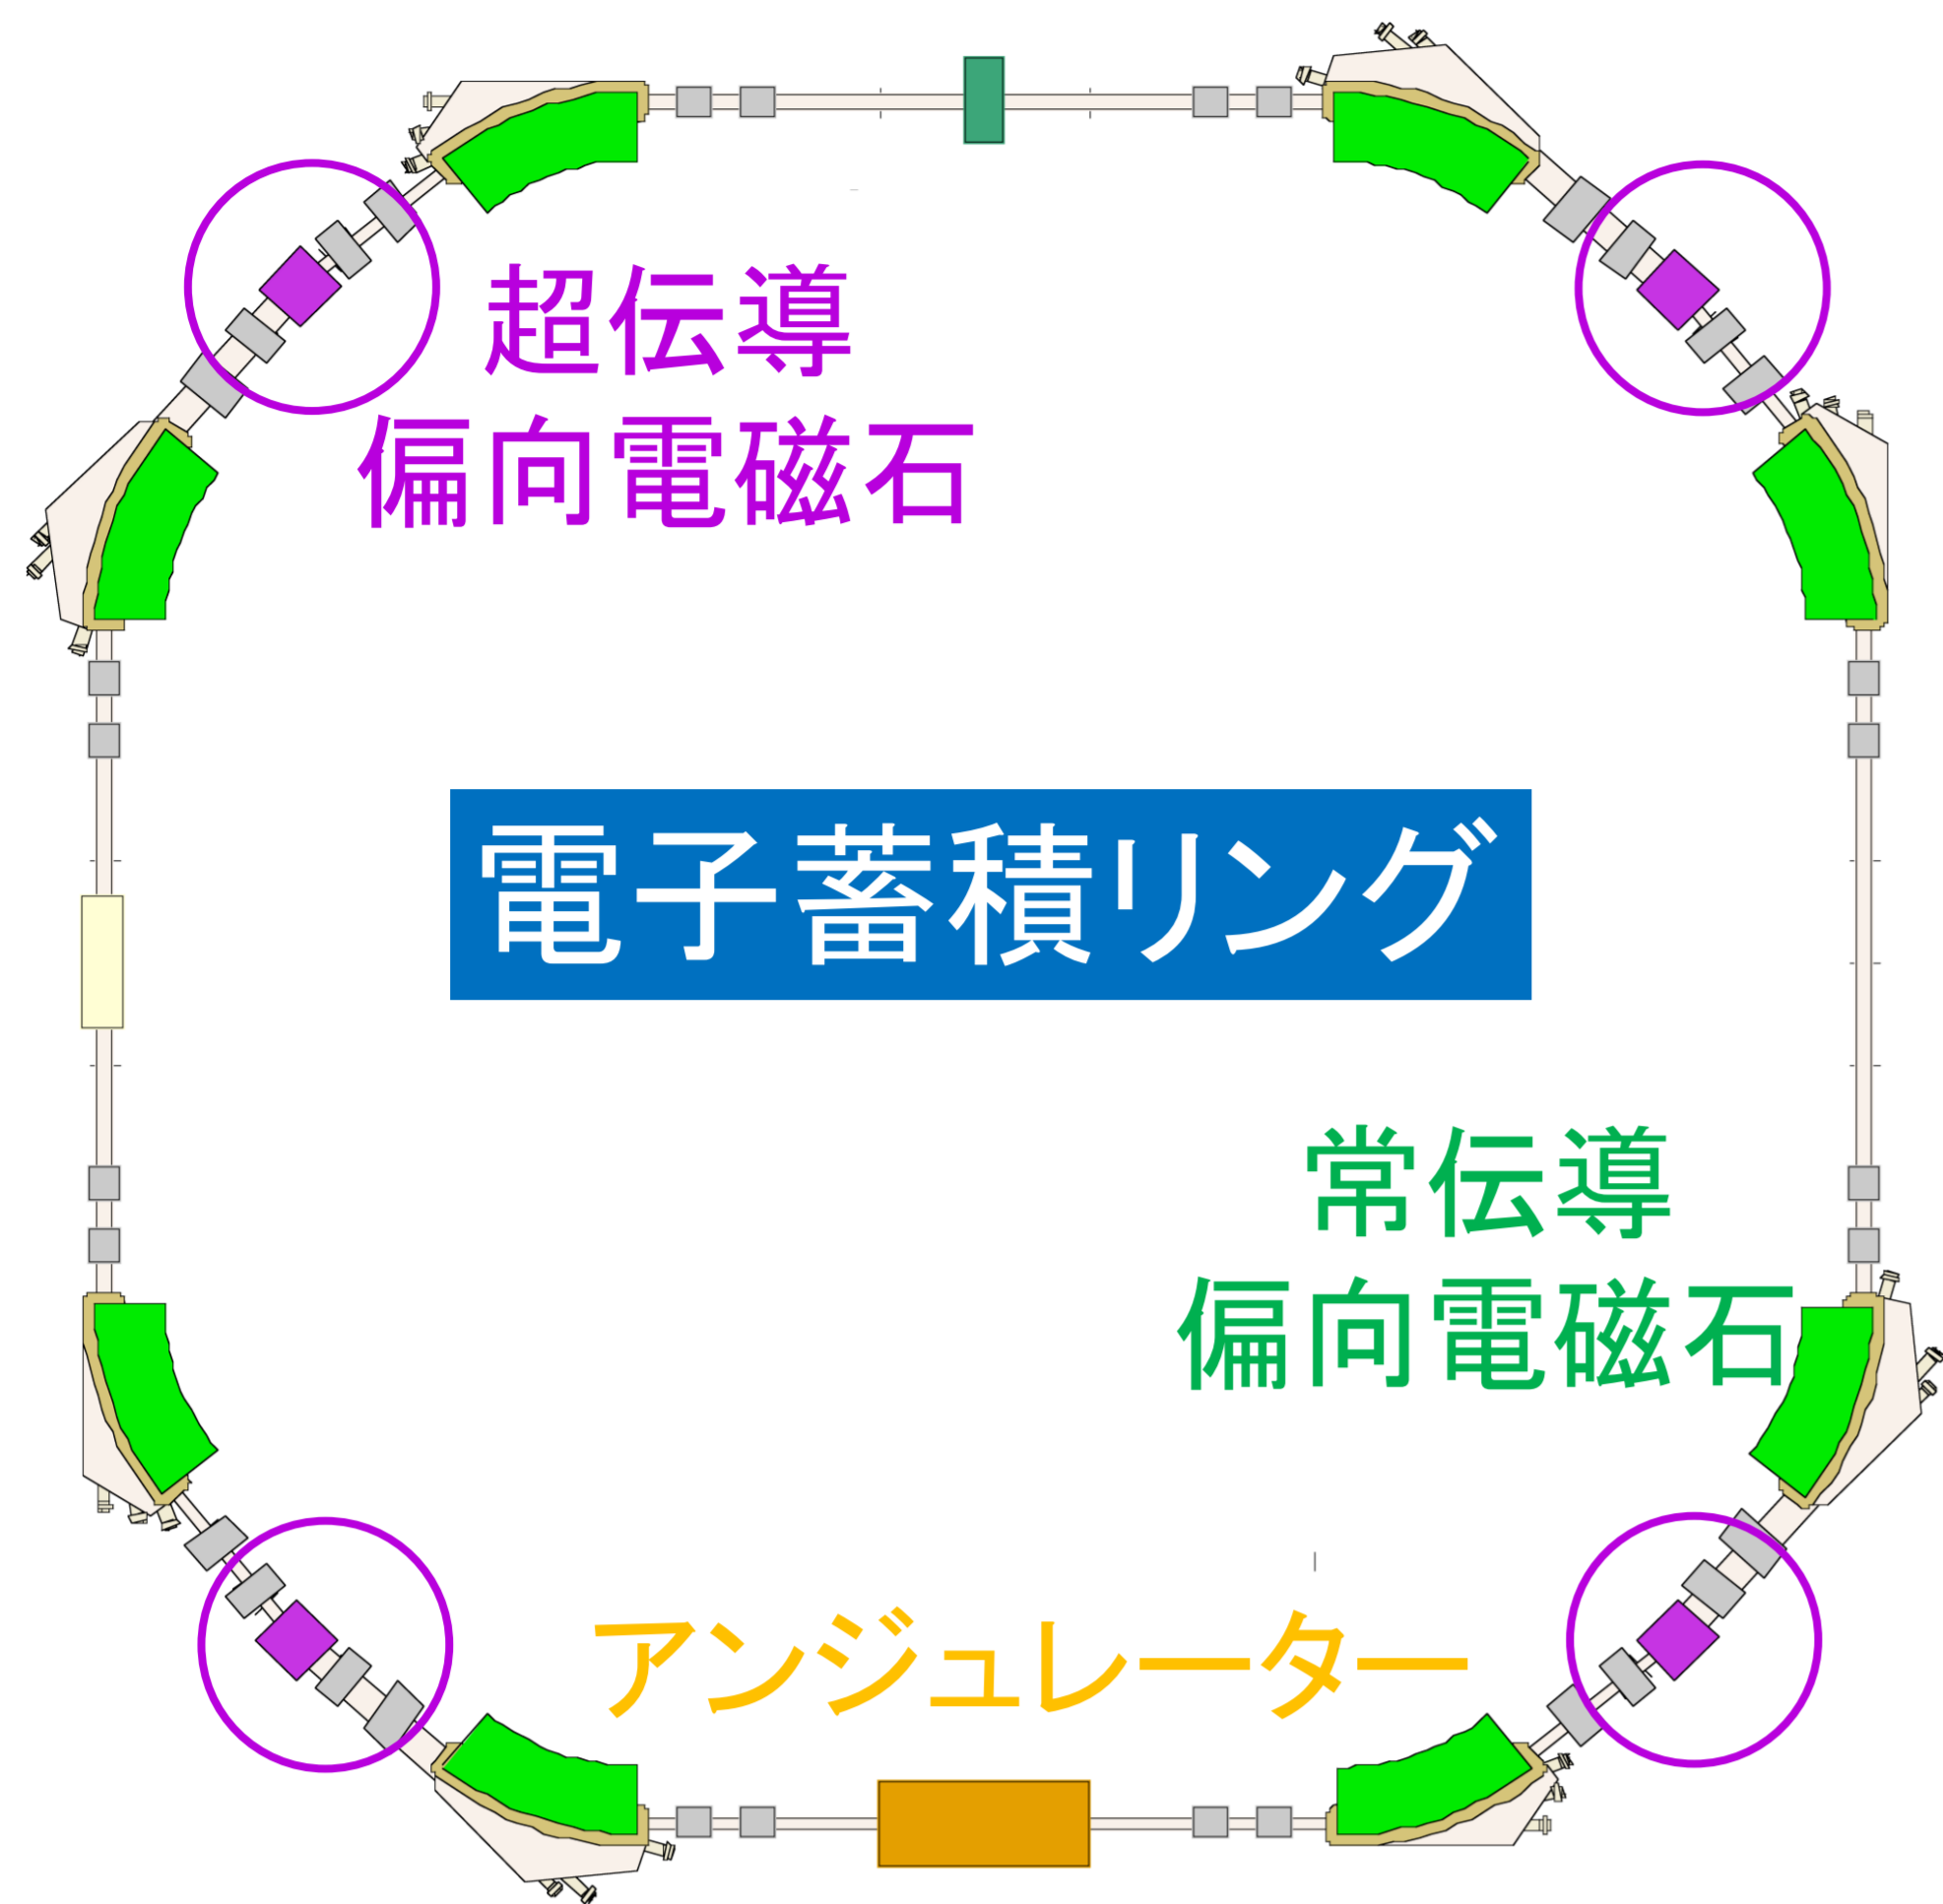 超伝導
偏向電磁石
電子蓄積リング
常伝導
偏向電磁石
アンジュレーター